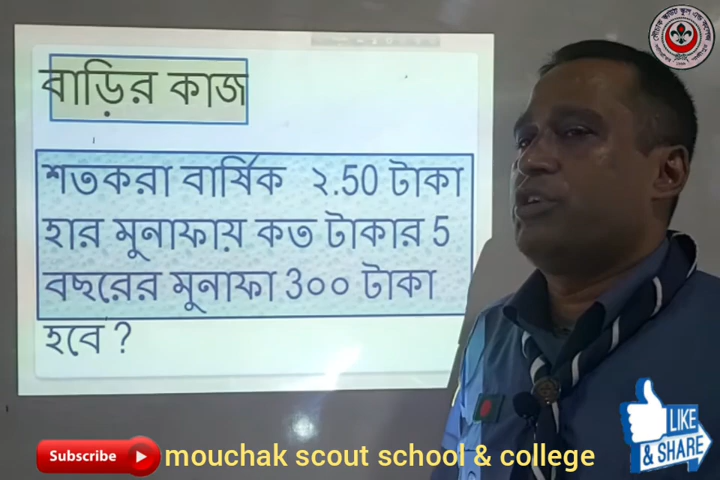 বাড়ির কাজ
শতকরা বার্ষিক ২.50 টাকা
হার মুনাফায় কত টাকার 5
বছরের মুনাফা 3০০ টাকা
হবে ?
Subscribe
mouchak scout school & college
LIKE
& SHARE